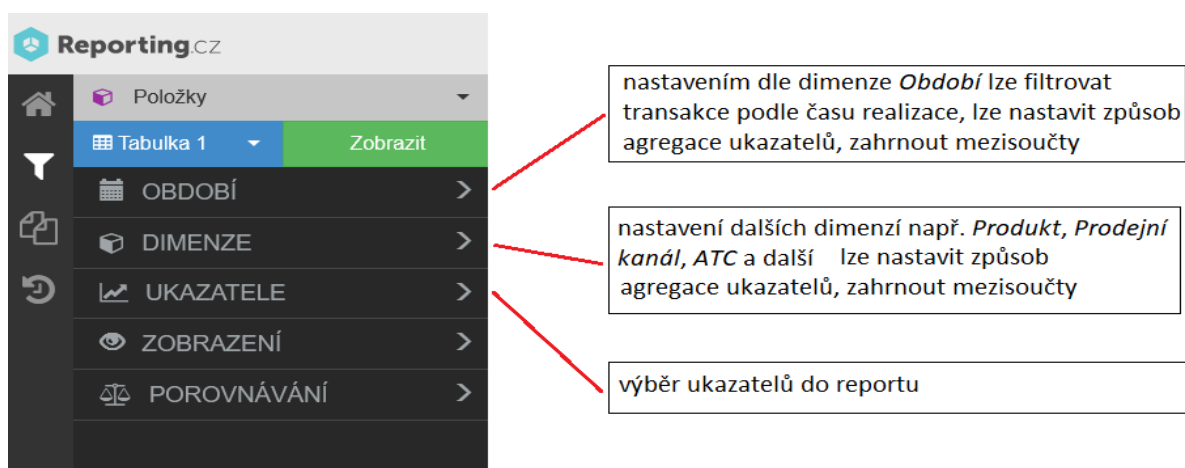 Reporting.cz
Položky
Tabulka 1
Zobrazit
OBDOBÍ
DIMENZE
UKAZATELE
ZOBRAZENÍ
POROVNÁVÁNÍ
nastavením dle dimenze Období lze filtrovat
transakce podle času realizace, lze nastavit způsob
agregace ukazatelů, zahrnout mezisoučty
nastavení dalších dimenzí např. Produkt, Prodejní
kanál, ATC a další lze nastavit způsob
agregace ukazatelů, zahrnout mezisoučty
výběr ukazatelů do reportu